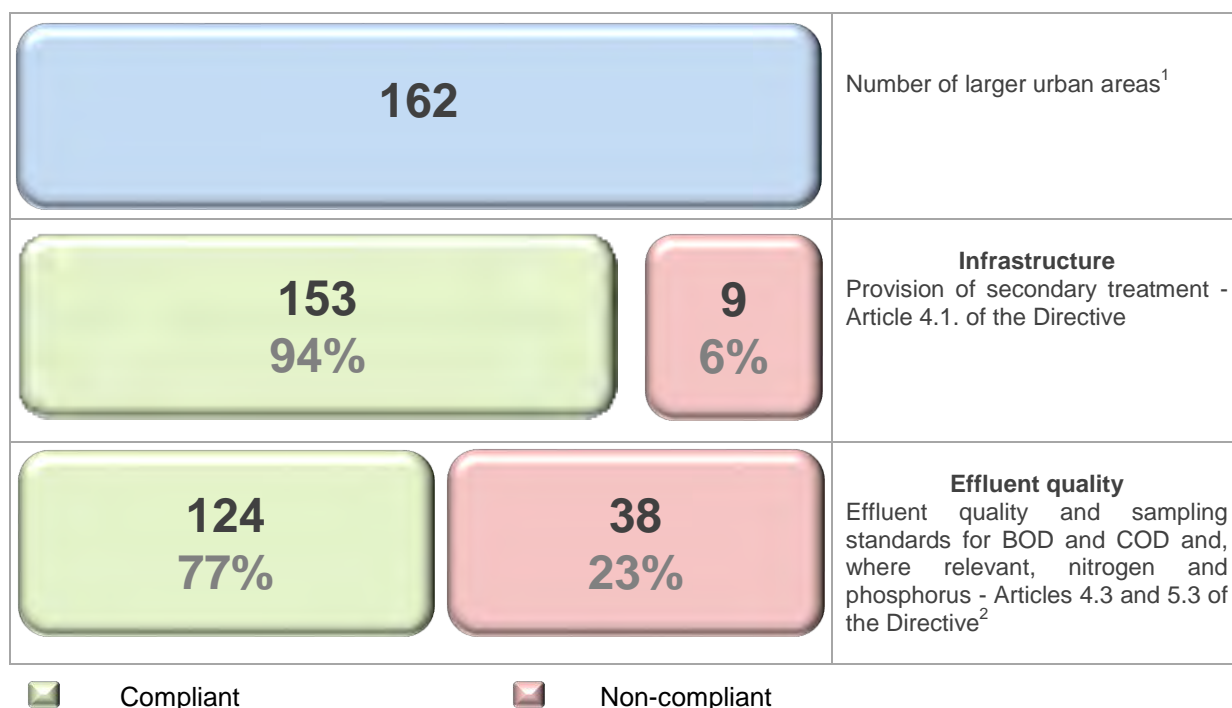 162
Number of larger urban areas1
153
94%
9
6%
Infrastructure
Provision of secondary treatment -
Article 4.1. of the Directive
124
77%
38
23%
Effluent quality
Effluent quality and sampling
standards for BOD and COD and,
where relevant, nitrogen and
phosphorus - Articles 4.3 and 5.3 of
the Directive2
Compliant
Non-compliant